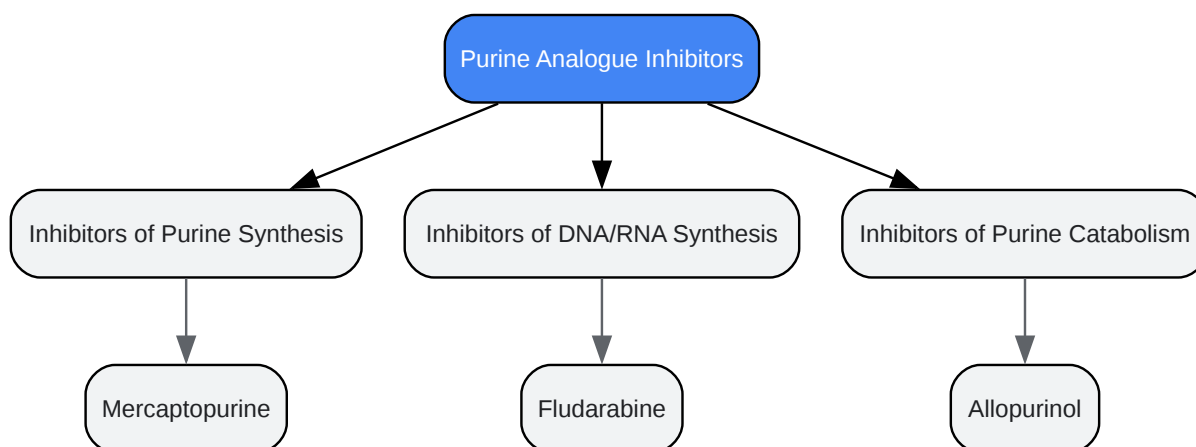 Purine Analogue Inhibitors
Inhibitors of Purine Synthesis
Inhibitors of DNA/RNA Synthesis
Inhibitors of Purine Catabolism
Mercaptopurine
Fludarabine
Allopurinol